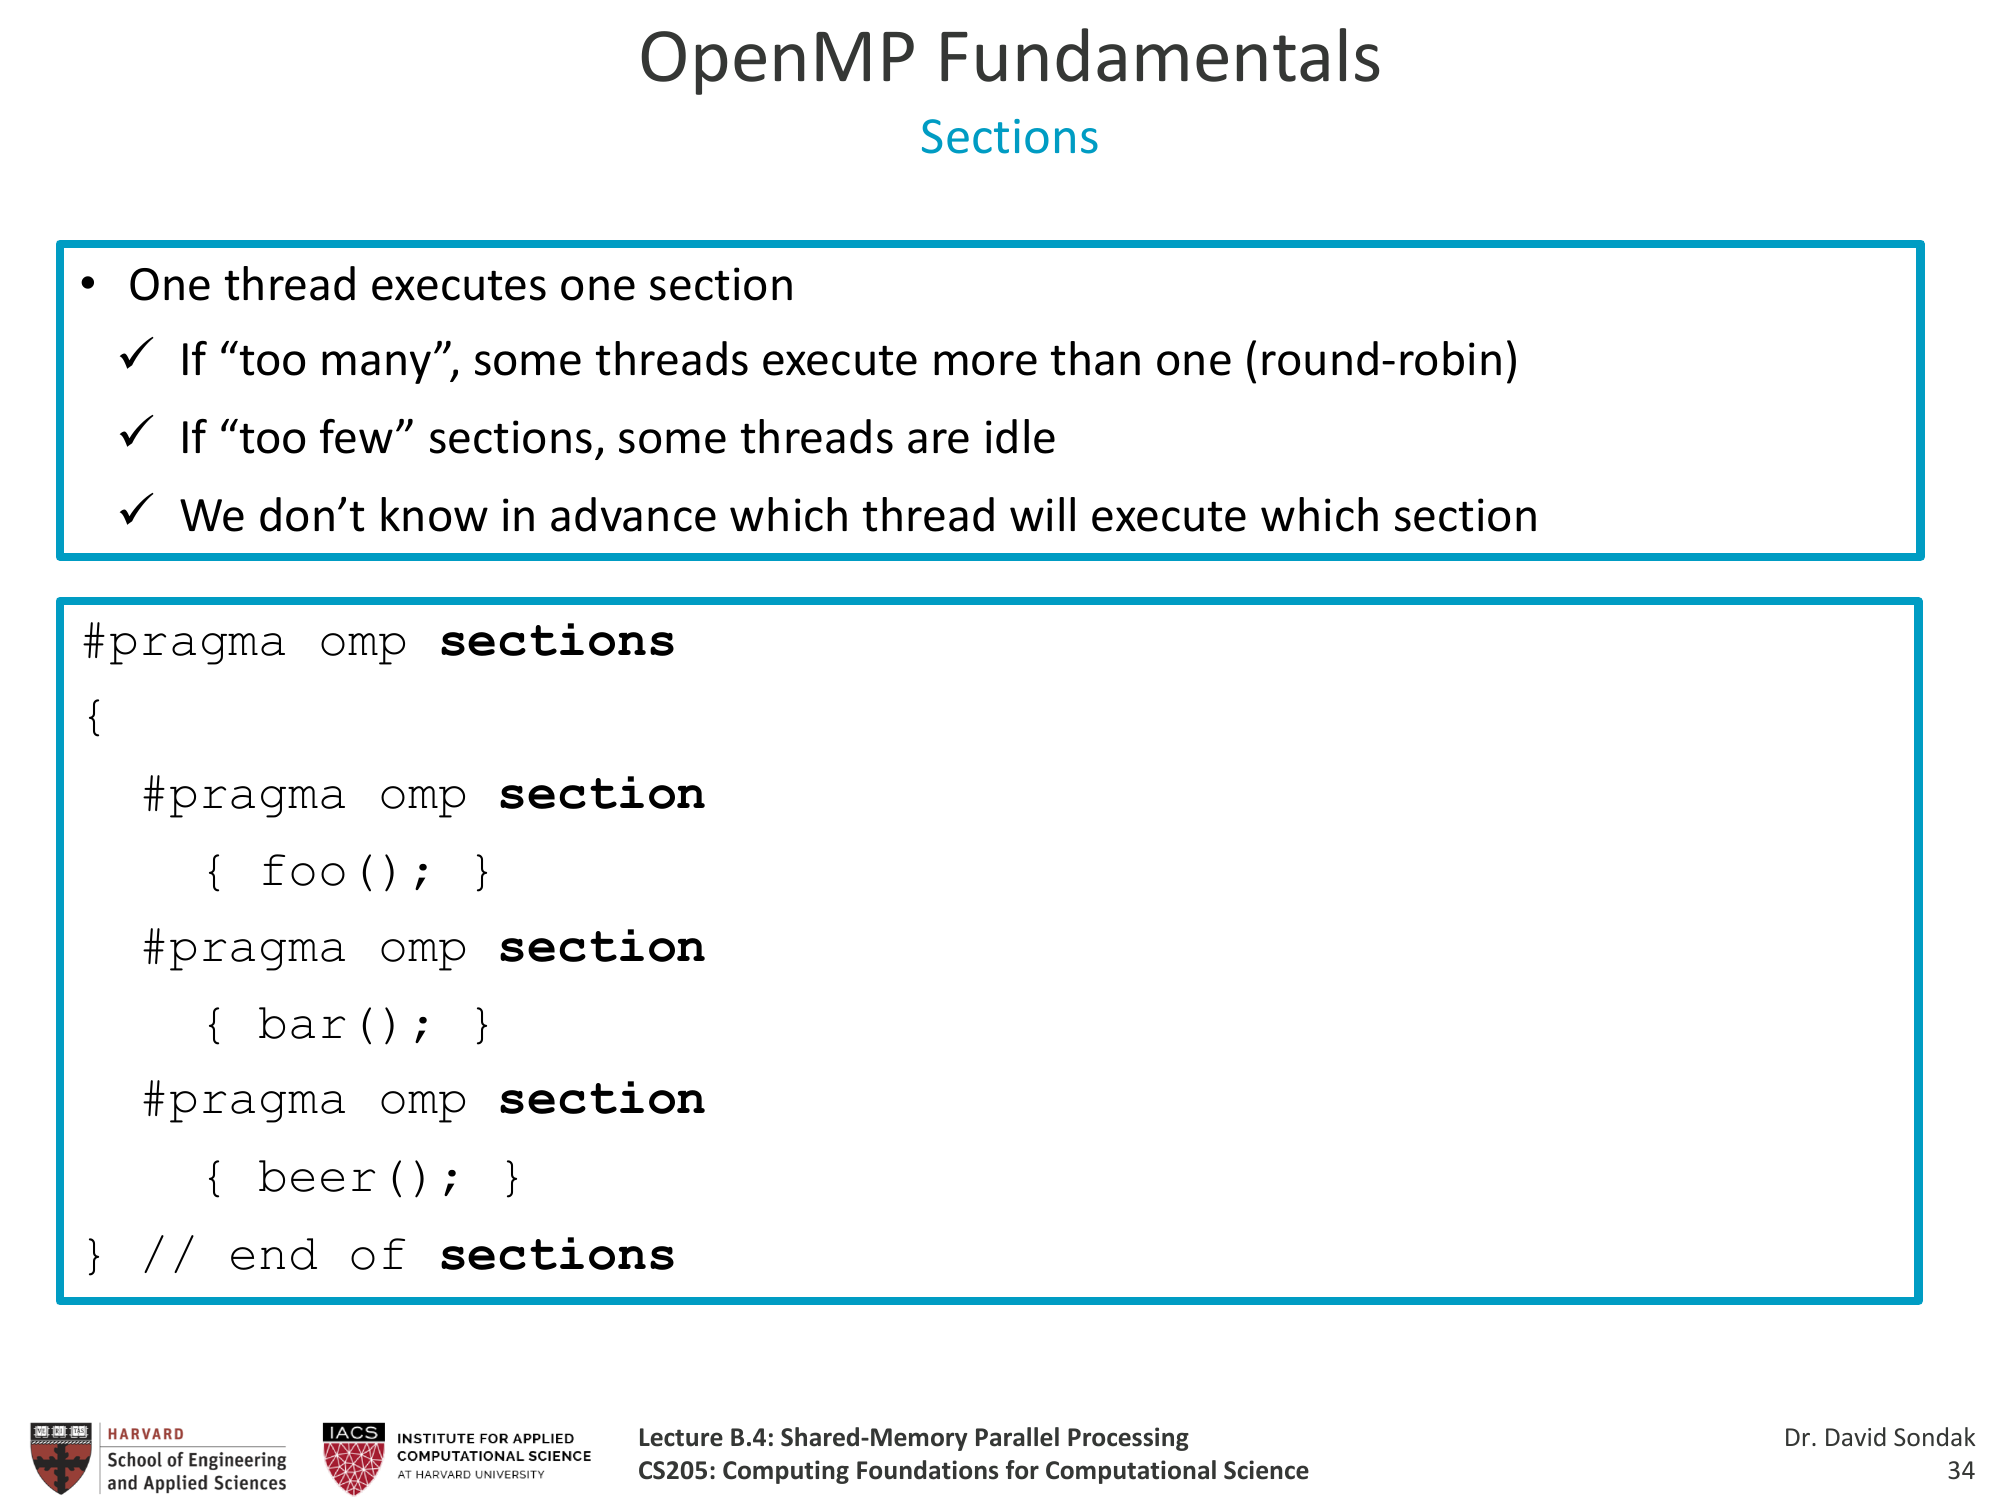 OpenMP Fundamentals
Sections
• One thread executes one section
✓ If “too many”, some threads execute more than one (round-robin)
✓ If “too few” sections, some threads are idle
✓ We don’t know in advance which thread will execute which section
#pragma omp sections
{
#pragma omp section
{ foo(); }
#pragma omp section
{ bar(); }
#pragma omp section
{ beer(); }
} // end of sections
HARVARD
School of Engineering
and Applied Sciences
IACS
INSTITUTE FOR APPLIED
COMPUTATIONAL SCIENCE
AT HARVARD UNIVERSITY
Lecture B.4: Shared-Memory Parallel Processing
CS205: Computing Foundations for Computational Science
Dr. David Sondak
34